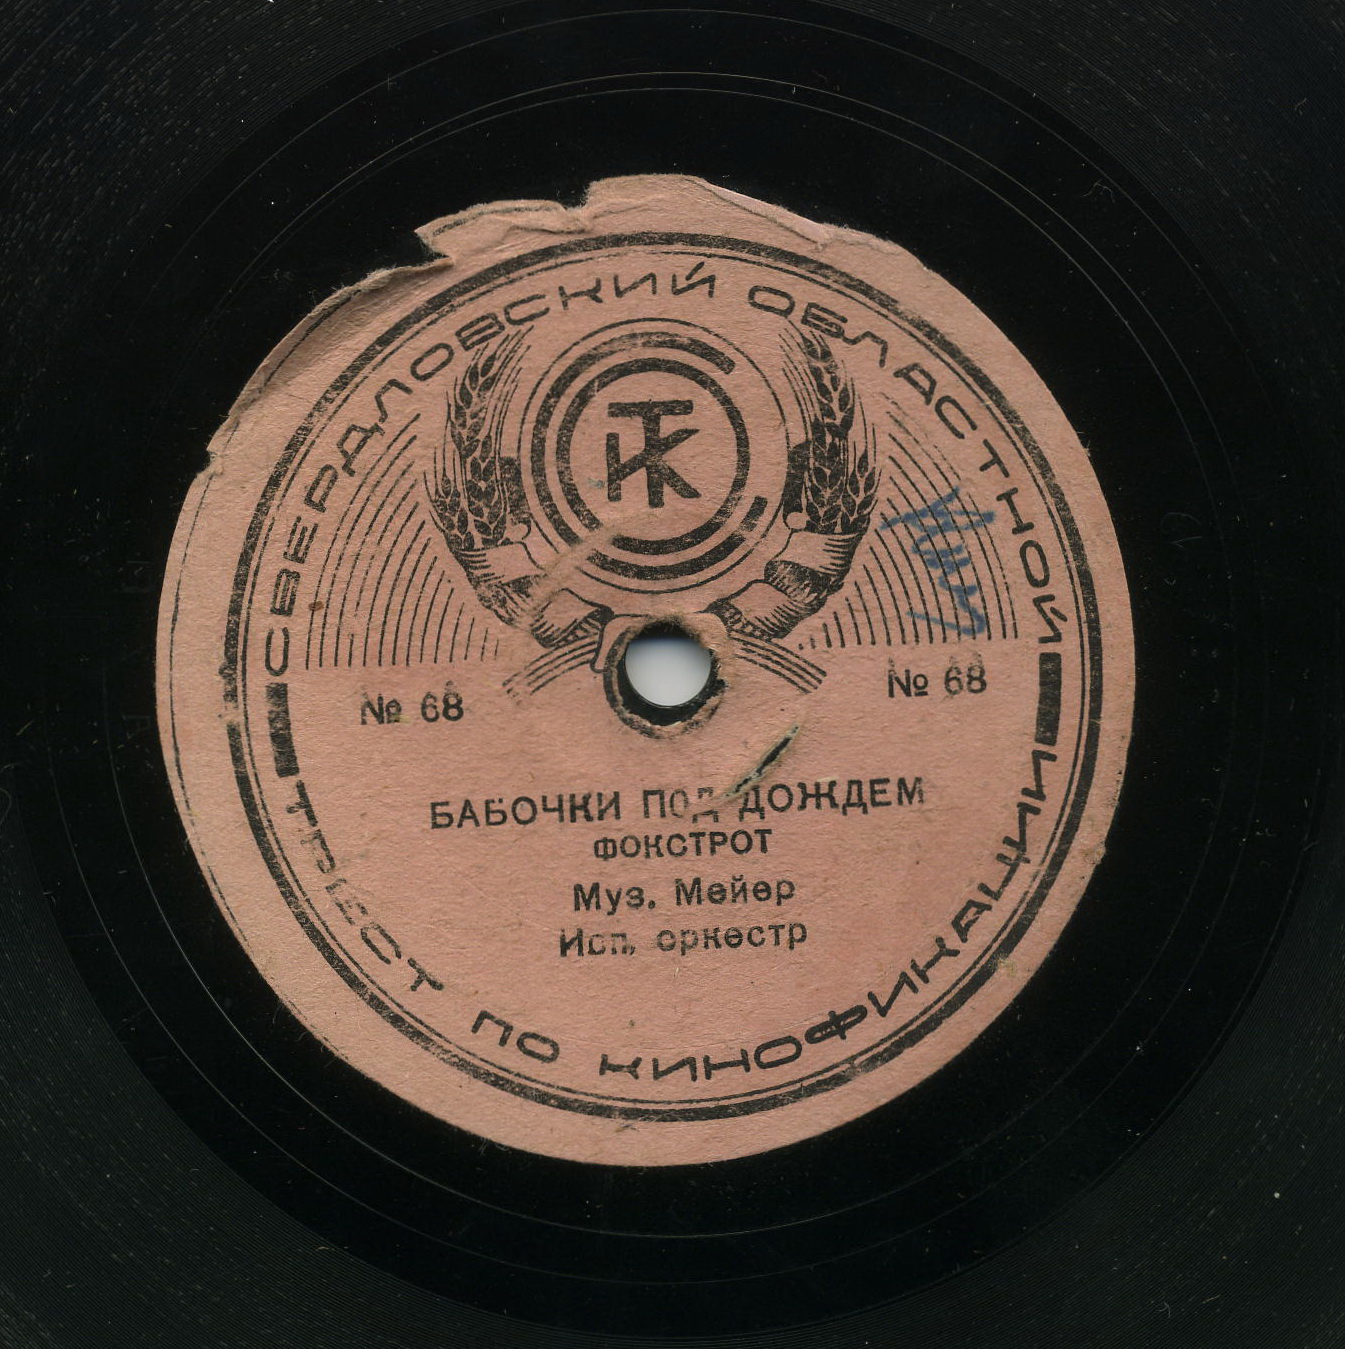 СВЕРДЛОВСКИЙ ОБЛАСТНОЙ
ТРЕСТ ПО КИНОФИКАЦИИ
ТК
№ 68
№ 68
БАБОЧКИ ПОД ДОЖДЕМ
ФОКСТРОТ
Муз. Мейер
Исп. оркестр